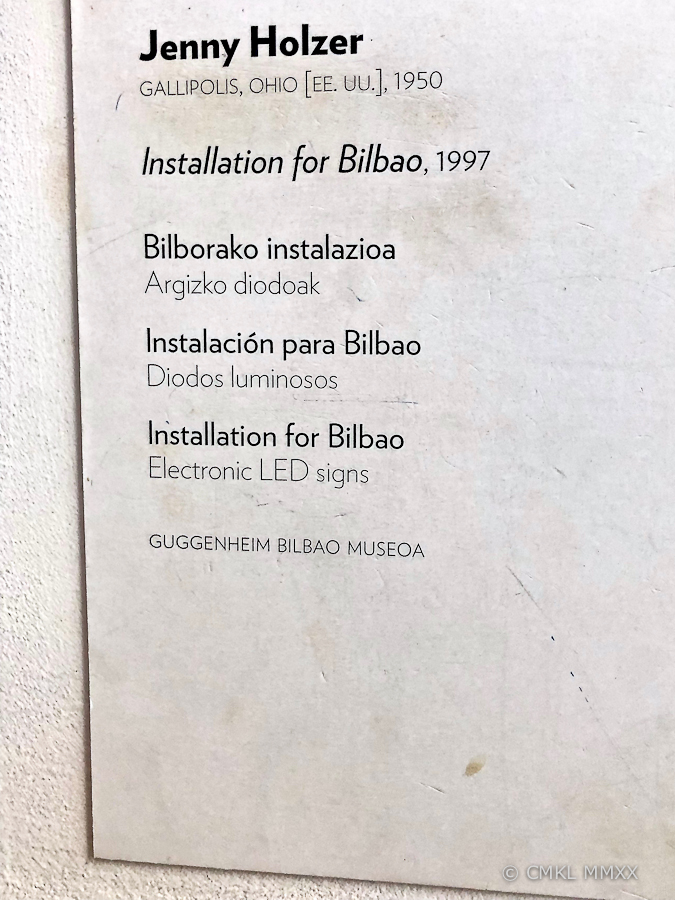 Jenny Holzer
GALLIPOLIS, OHIO [EE. UU.], 1950
Installation for Bilbao, 1997
Bilborako instalazioa
Argizko diodoak
Instalación para Bilbao
Diodos luminosos
Installation for Bilbao
Electronic LED signs
GUGGENHEIM BILBAO MUSEOA
© CMKL MMXX